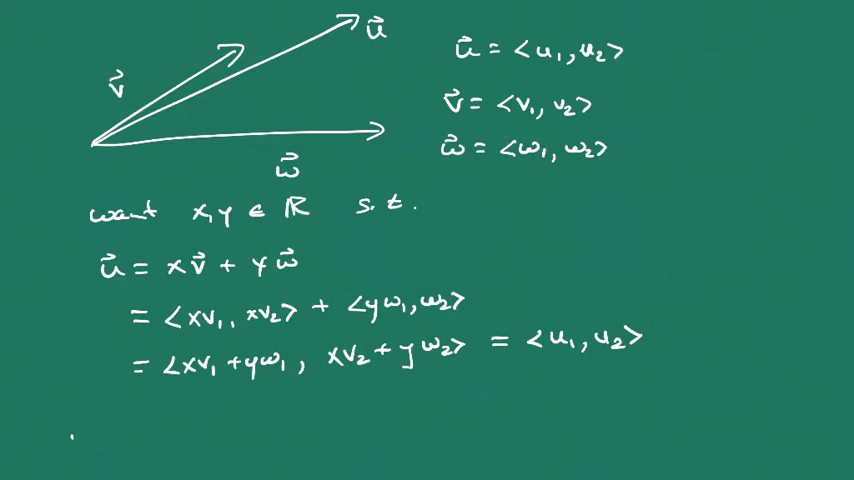 u⃗
v⃗
w⃗
u⃗ = <u₁, u₂>
v⃗ = <v₁, v₂>
w⃗ = <w₁, w₂>
want x, y ∈ ℝ s.t.
u⃗ = xv⃗ + yw⃗
= <xv₁, xv₂> + <yw₁, w₂>
= <xv₁ + yw₁, xv₂ + yw₂> = <u₁, u₂>